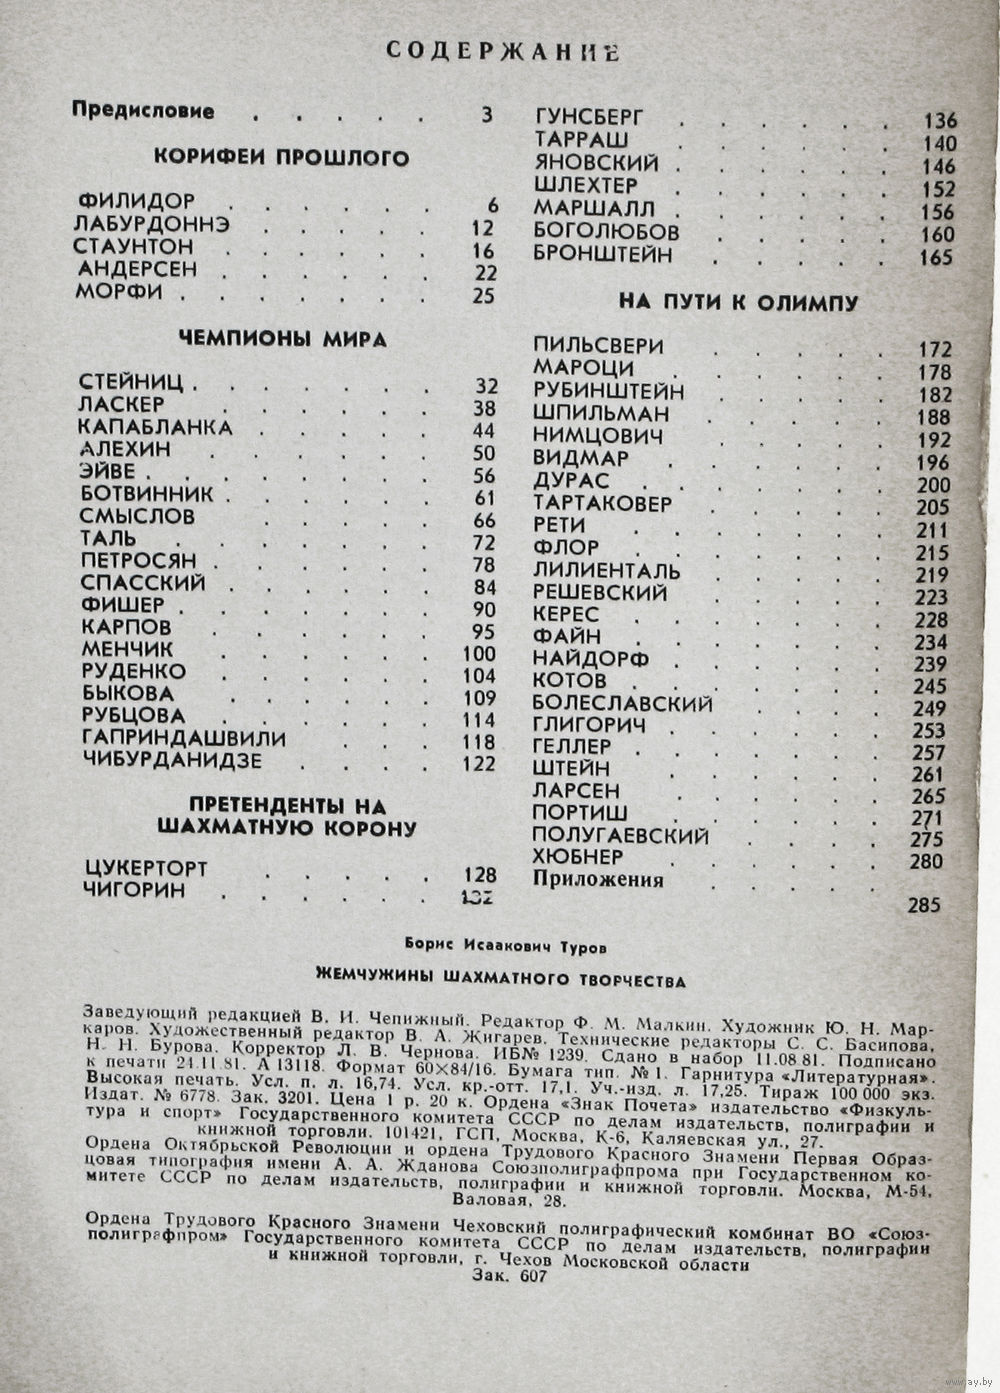 СОДЕРЖАНИЕ
Предисловие . . . . . 3
КОРИФЕИ ПРОШЛОГО
ФИЛИДОР . . . . . . 6
ЛАБУРДОННЭ . . . . . 12
СТАУНТОН . . . . . . 16
АНДЕРСЕН . . . . . . 22
МОРФИ . . . . . . . 25
ЧЕМПИОНЫ МИРА
СТЕЙНИЦ . . . . . . . 32
ЛАСКЕР . . . . . . 38
КАПАБЛАНКА . . . . . 44
АЛЕХИН . . . . . . 50
ЭЙВЕ . . . . . . . . 56
БОТВИННИК . . . . . . 61
СМЫСЛОВ . . . . . 66
ТАЛЬ . . . . . . . 72
ПЕТРОСЯН . . . . . . 78
СПАССКИЙ . . . . . . 84
ФИШЕР . . . . . . . 90
КАРПОВ . . . . . . 95
МЕНЧИК . . . . . . 100
РУДЕНКО . . . . . . 104
БЫКОВА . . . . . . 109
РУБЦОВА . . . . . . 114
ГАПРИНДАШВИЛИ . . . 118
ЧИБУРДАНИДЗЕ . . . . 122
ПРЕТЕНДЕНТЫ НА
ШАХМАТНУЮ КОРОНУ
ЦУКЕРТОРТ . . . . . 128
ЧИГОРИН . . . . . . 132
ГУНСБЕРГ . . . . . . 136
ТАРРАШ . . . . . . 140
ЯНОВСКИЙ . . . . . . 146
ШЛЕХТЕР . . . . . . 152
МАРШАЛЛ . . . . . . 156
БОГОЛЮБОВ . . . . . 160
БРОНШТЕЙН . . . . . 165
НА ПУТИ К ОЛИМПУ
ПИЛЬСБЕРИ . . . . . 172
МАРОЦИ . . . . . . 178
РУБИНШТЕЙН . . . . . 182
ШПИЛЬМАН . . . . . 188
НИМЦОВИЧ . . . . . 192
ВИДМАР . . . . . . 196
ДУРАС . . . . . . 200
ТАРТАКОВЕР . . . . . 205
РЕТИ . . . . . . 211
ФЛОР . . . . . . 215
ЛИЛИЕНТАЛЬ . . . . . 219
РЕШЕВСКИЙ . . . . . 223
КЕРЕС . . . . . . 228
ФАЙН . . . . . . . 234
НАЙДОРФ . . . . . . 239
КОТОВ . . . . . . . 245
БОЛЕСЛАВСКИЙ . . . . 249
ГЛИГОРИЧ . . . . . . 253
ГЕЛЛЕР . . . . . . . 257
ШТЕЙН . . . . . . 261
ЛАРСЕН . . . . . . 265
ПОРТИШ . . . . . . 271
ПОЛУГАЕВСКИЙ . . . . 275
ХЮБНЕР . . . . . . 280
Приложения . . . . . 285
Борис Исаакович Туров
ЖЕМЧУЖИНЫ ШАХМАТНОГО ТВОРЧЕСТВА
Заведующий редакцией В. И. Чепижный. Редактор Ф. М. Малкин. Художник Ю. Н. Мар-
каров. Художественный редактор В. А. Жигарев. Технические редакторы С. С. Басипова,
Н. Н. Бурова. Корректор Л. В. Чернова. ИБ№ 1239. Сдано в набор 11.08.81. Подписано
к печати 24.11.81. А 13118. Формат 60×84/16. Бумага тип. №1. Гарнитура «Литературная».
Высокая печать. Усл. п. л. 16,74. Усл. кр.-отт. 17,1. Уч.-изд. л. 17,25. Тираж 100 000 экз.
Издат. № 6778. Зак. 3201. Цена 1 р. 20 к. Ордена «Знак Почета» издательство «Физкуль-
тура и спорт» Государственного комитета СССР по делам издательств, полиграфии и
книжной торговли. 101421, ГСП, Москва, К-6, Каляевская ул., 27.
Ордена Октябрьской Революции и ордена Трудового Красного Знамени Первая Образ-
цовая типография имени А. А. Жданова Союзполиграфпрома при Государственном ко-
митете СССР по делам издательств, полиграфии и книжной торговли. Москва, М-54,
Валовая, 28.
Ордена Трудового Красного Знамени Чеховский полиграфический комбинат ВО «Союз-
полиграфпром» Государственного комитета СССР по делам издательств, полиграфии
и книжной торговли, г. Чехов Московской области
Зак. 607
www.ay.by